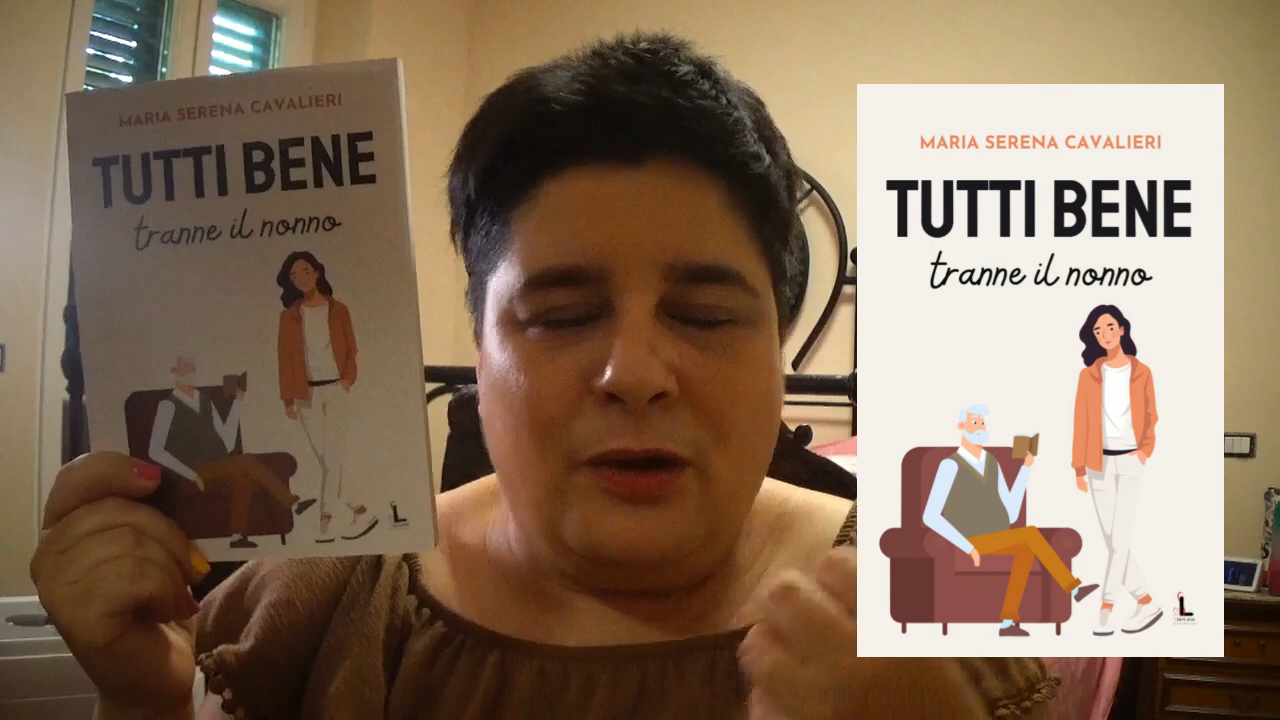 MARIA SERENA CAVALIERI
TUTTI BENE
tranne il nonno
MARIA SERENA CAVALIERI
TUTTI BENE
tranne il nonno
L
L